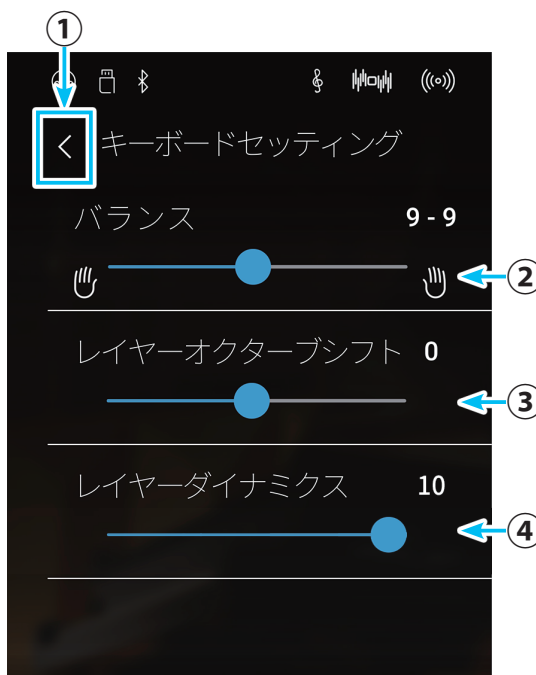 ①
キーボードセッティング
バランス 9 - 9
②
レイヤーオクターブシフト 0
③
レイヤーダイナミクス 10
④